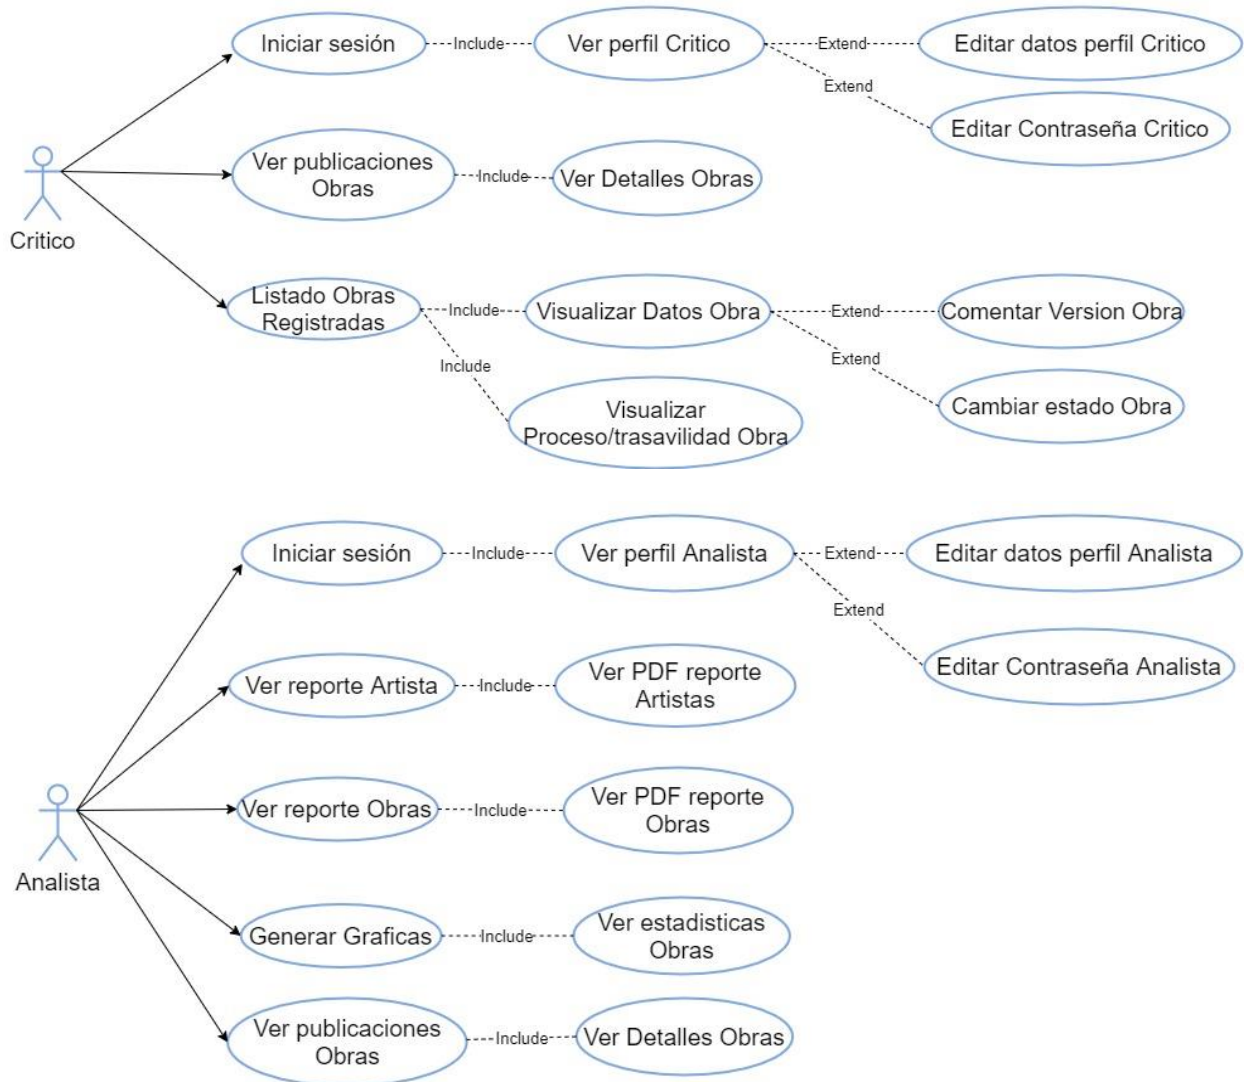 Iniciar sesión
Include
Ver perfil Critico
Extend
Editar datos perfil Critico
Extend
Editar Contraseña Critico
Ver publicaciones
Obras
Include
Ver Detalles Obras
Critico
Listado Obras
Registradas
Include
Visualizar Datos Obra
Extend
Comentar Version Obra
Include
Extend
Visualizar
Proceso/trasavilidad Obra
Cambiar estado Obra
Iniciar sesión
Include
Ver perfil Analista
Extend
Editar datos perfil Analista
Extend
Editar Contraseña Analista
Ver reporte Artista
Include
Ver PDF reporte
Artistas
Ver reporte Obras
Include
Ver PDF reporte
Obras
Analista
Generar Graficas
Include
Ver estadisticas
Obras
Ver publicaciones
Obras
Include
Ver Detalles Obras